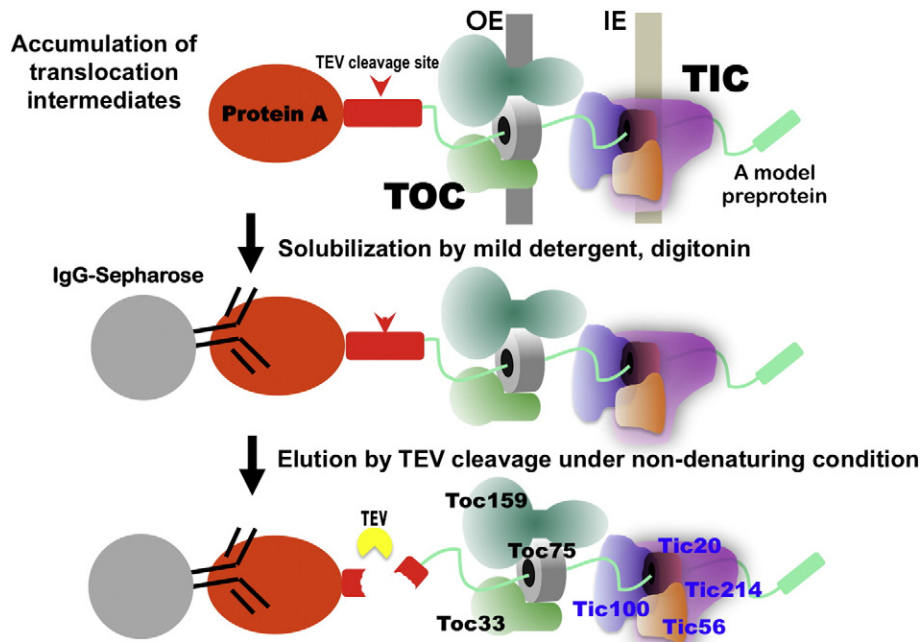 Accumulation of
translocation
intermediates
OE
IE
TEV cleavage site
Protein A
TIC
TOC
A model
preprotein
Solubilization by mild detergent, digitonin
IgG-Sepharose
Elution by TEV cleavage under non-denaturing condition
TEV
Toc159
Toc75
Toc33
Tic20
Tic214
Tic100
Tic56